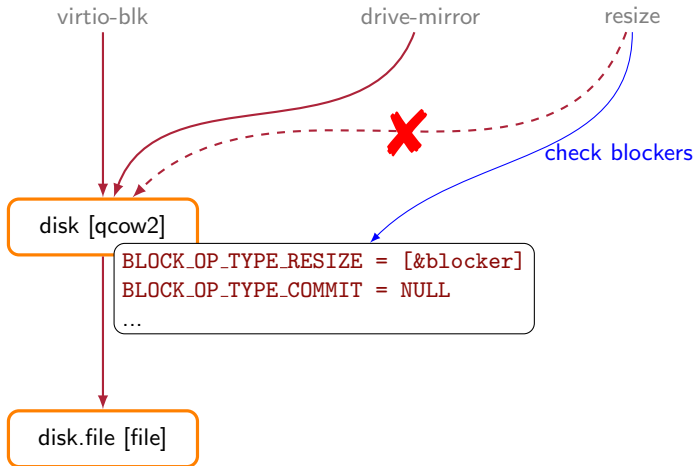 virtio-blk drive-mirror resize
check blockers
disk [qcow2]
BLOCK_OP_TYPE_RESIZE = [&blocker]
BLOCK_OP_TYPE_COMMIT = NULL
...
disk.file [file]